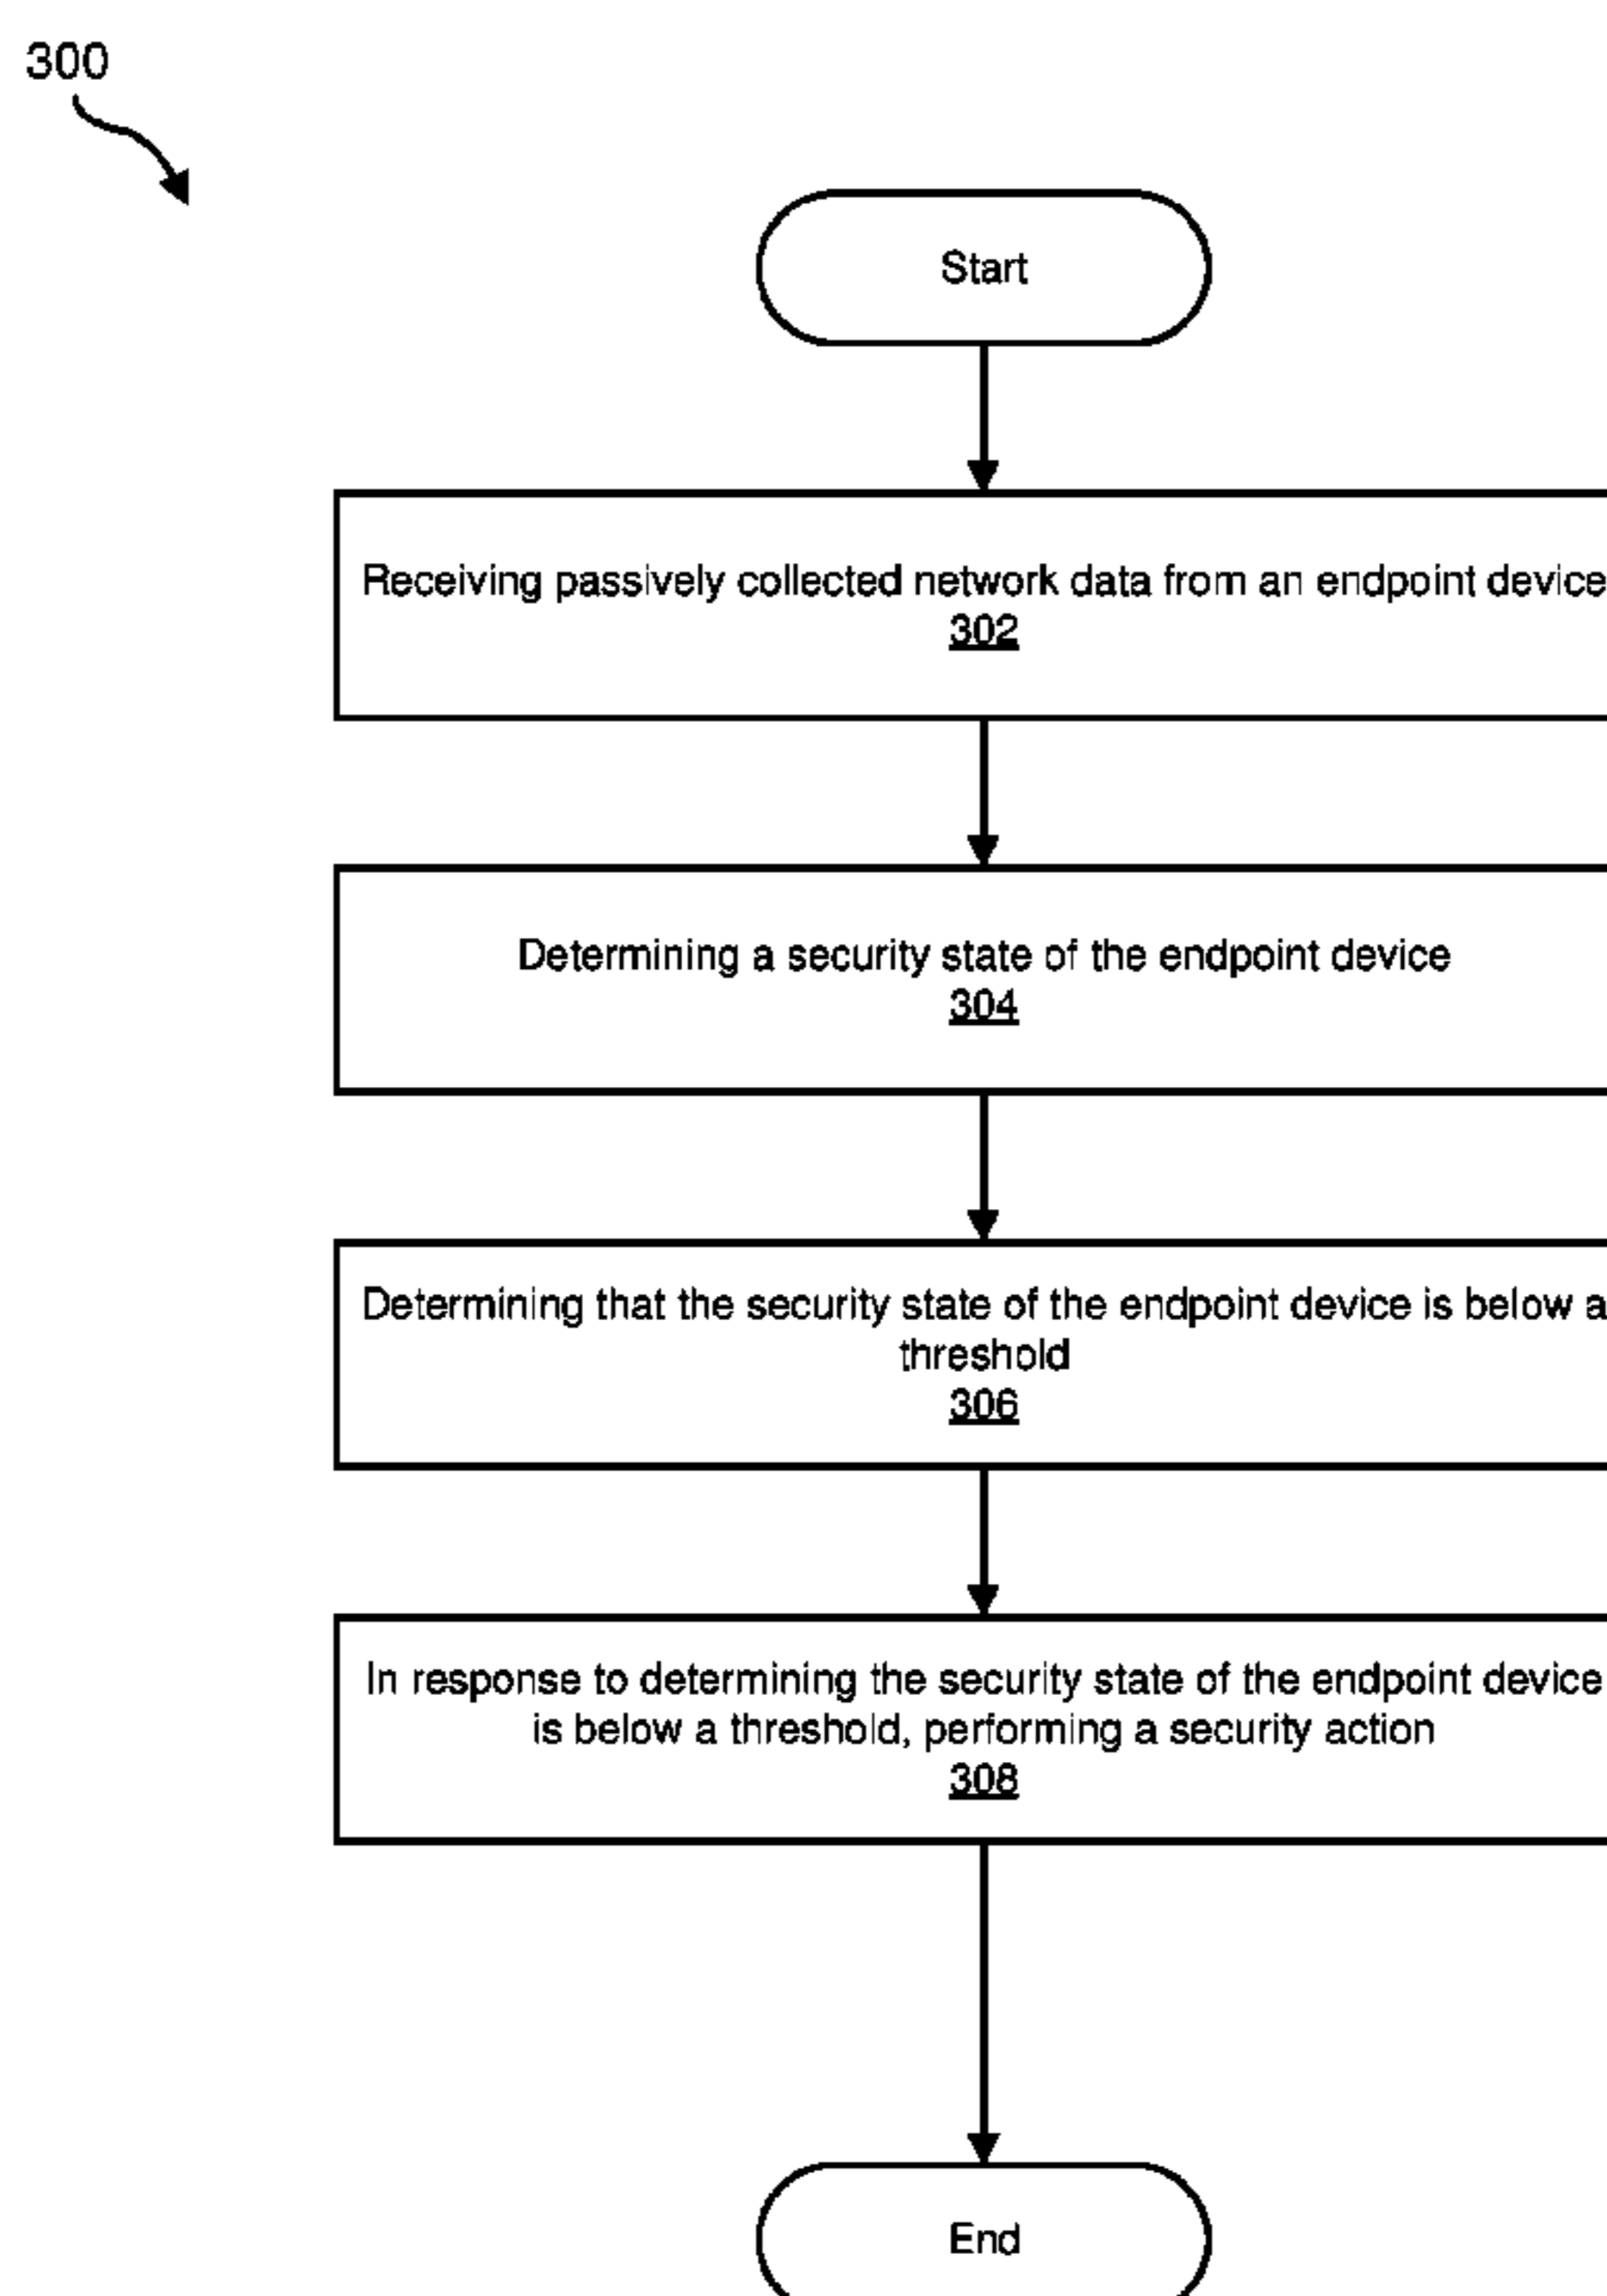 300
Start
Receiving passively collected network data from an endpoint device
302
Determining a security state of the endpoint device
304
Determining that the security state of the endpoint device is below a
threshold
306
In response to determining the security state of the endpoint device
is below a threshold, performing a security action
308
End